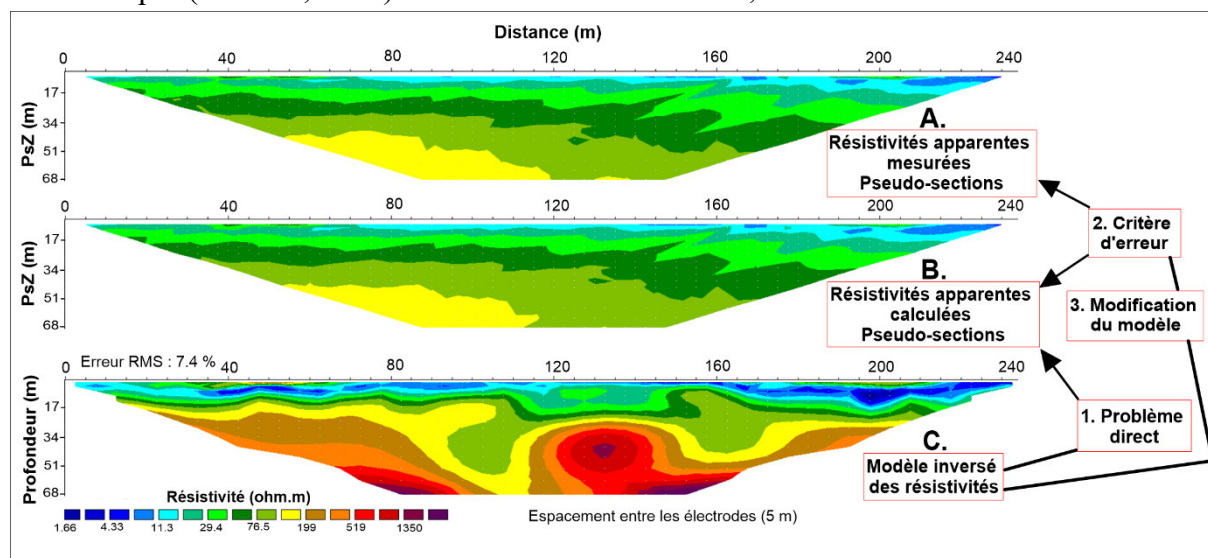 Distance (m)
0 40 80 120 160 200 240
17
34
51
68
PsZ (m)
A.
Résistivités apparentes
mesurées
Pseudo-sections
0 40 80 120 160 200 240
17
34
51
68
PsZ (m)
B.
Résistivités apparentes
calculées
Pseudo-sections
2. Critère
d'erreur
3. Modification
du modèle
1. Problème
direct
Erreur RMS : 7.4 %
0 40 80 120 160 200 240
17
34
51
68
Profondeur (m)
C.
Modèle inversé
des résistivités
Résistivité (ohm.m)
1.66 4.33 11.3 29.4 76.5 199 519 1350
Espacement entre les électrodes (5 m)